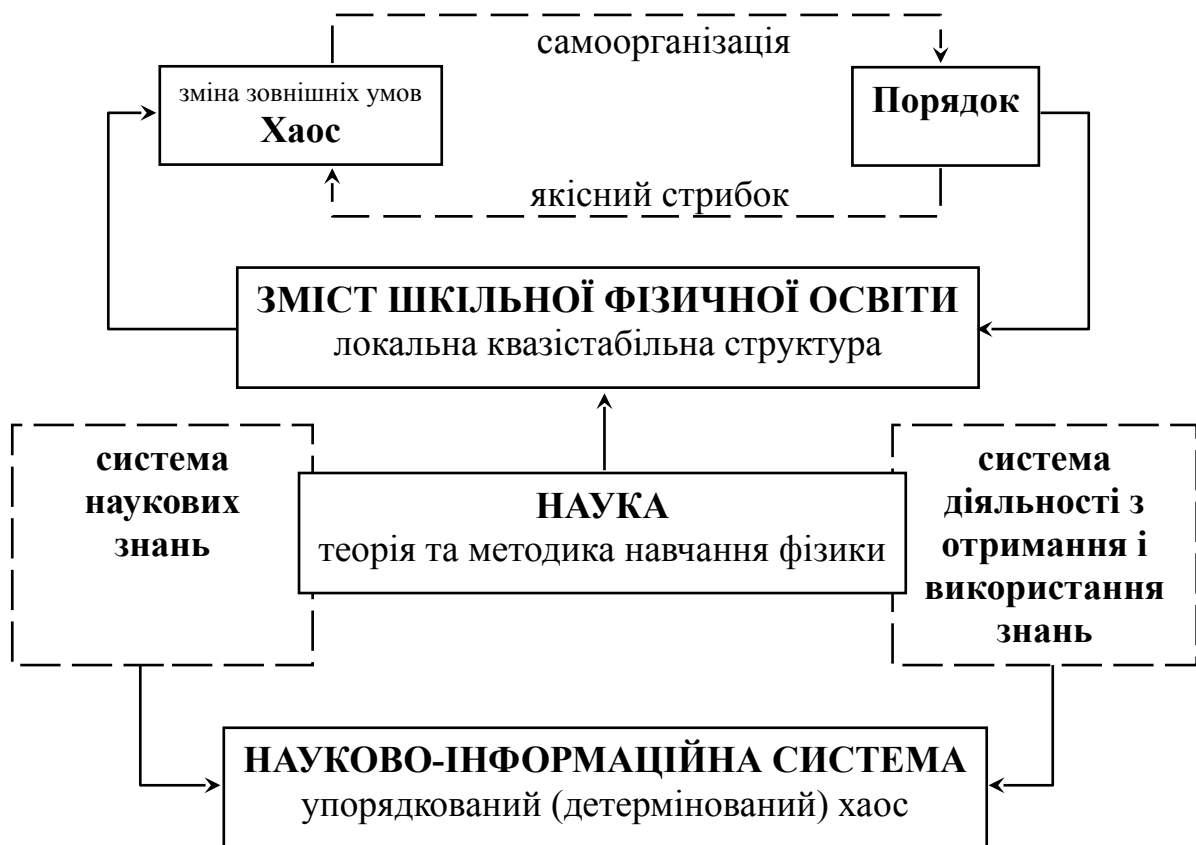 самоорганізація
зміна зовнішніх умов
Хаос
Порядок
якісний стрибок
ЗМІСТ ШКІЛЬНОЇ ФІЗИЧНОЇ ОСВІТИ
локальна квазістабільна структура
система
наукових
знань
НАУКА
теорія та методика навчання фізики
система
діяльності з
отримання і
використання
знань
НАУКОВО-ІНФОРМАЦІЙНА СИСТЕМА
упорядкований (детермінований) хаос